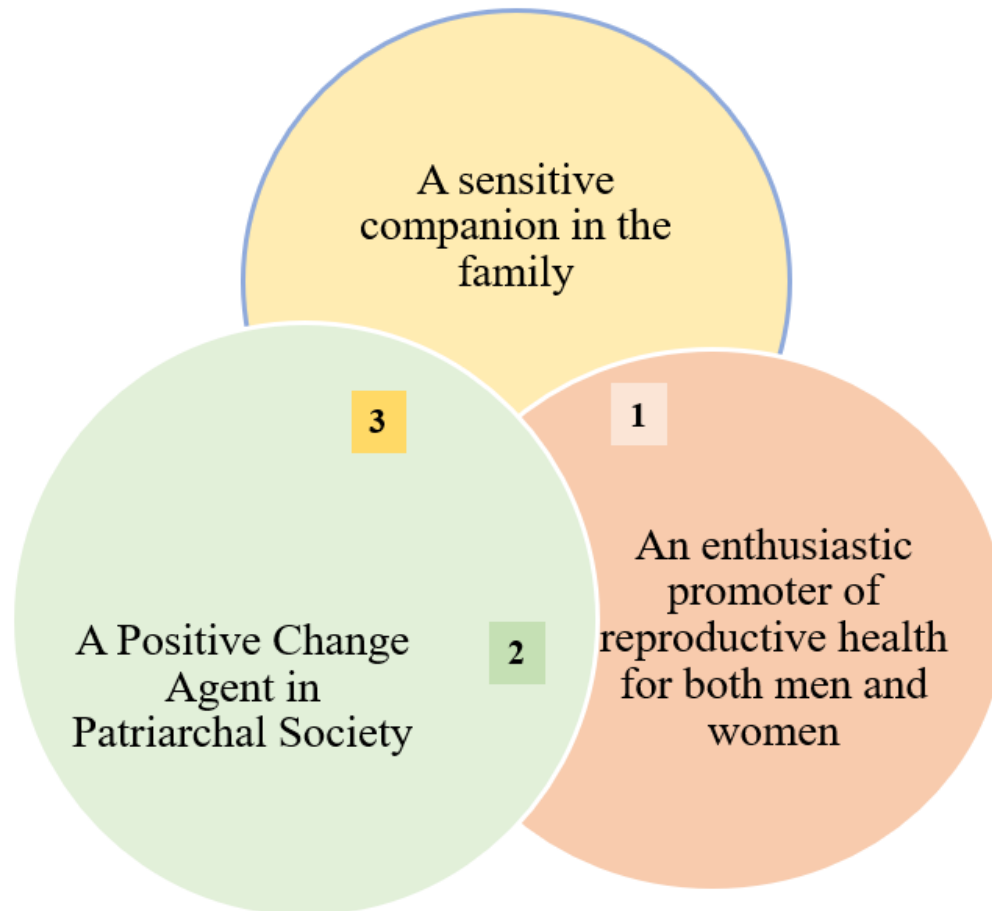 A sensitive
companion in the
family
3
1
An enthusiastic
promoter of
reproductive health
for both men and
women
A Positive Change
Agent in
Patriarchal Society
2